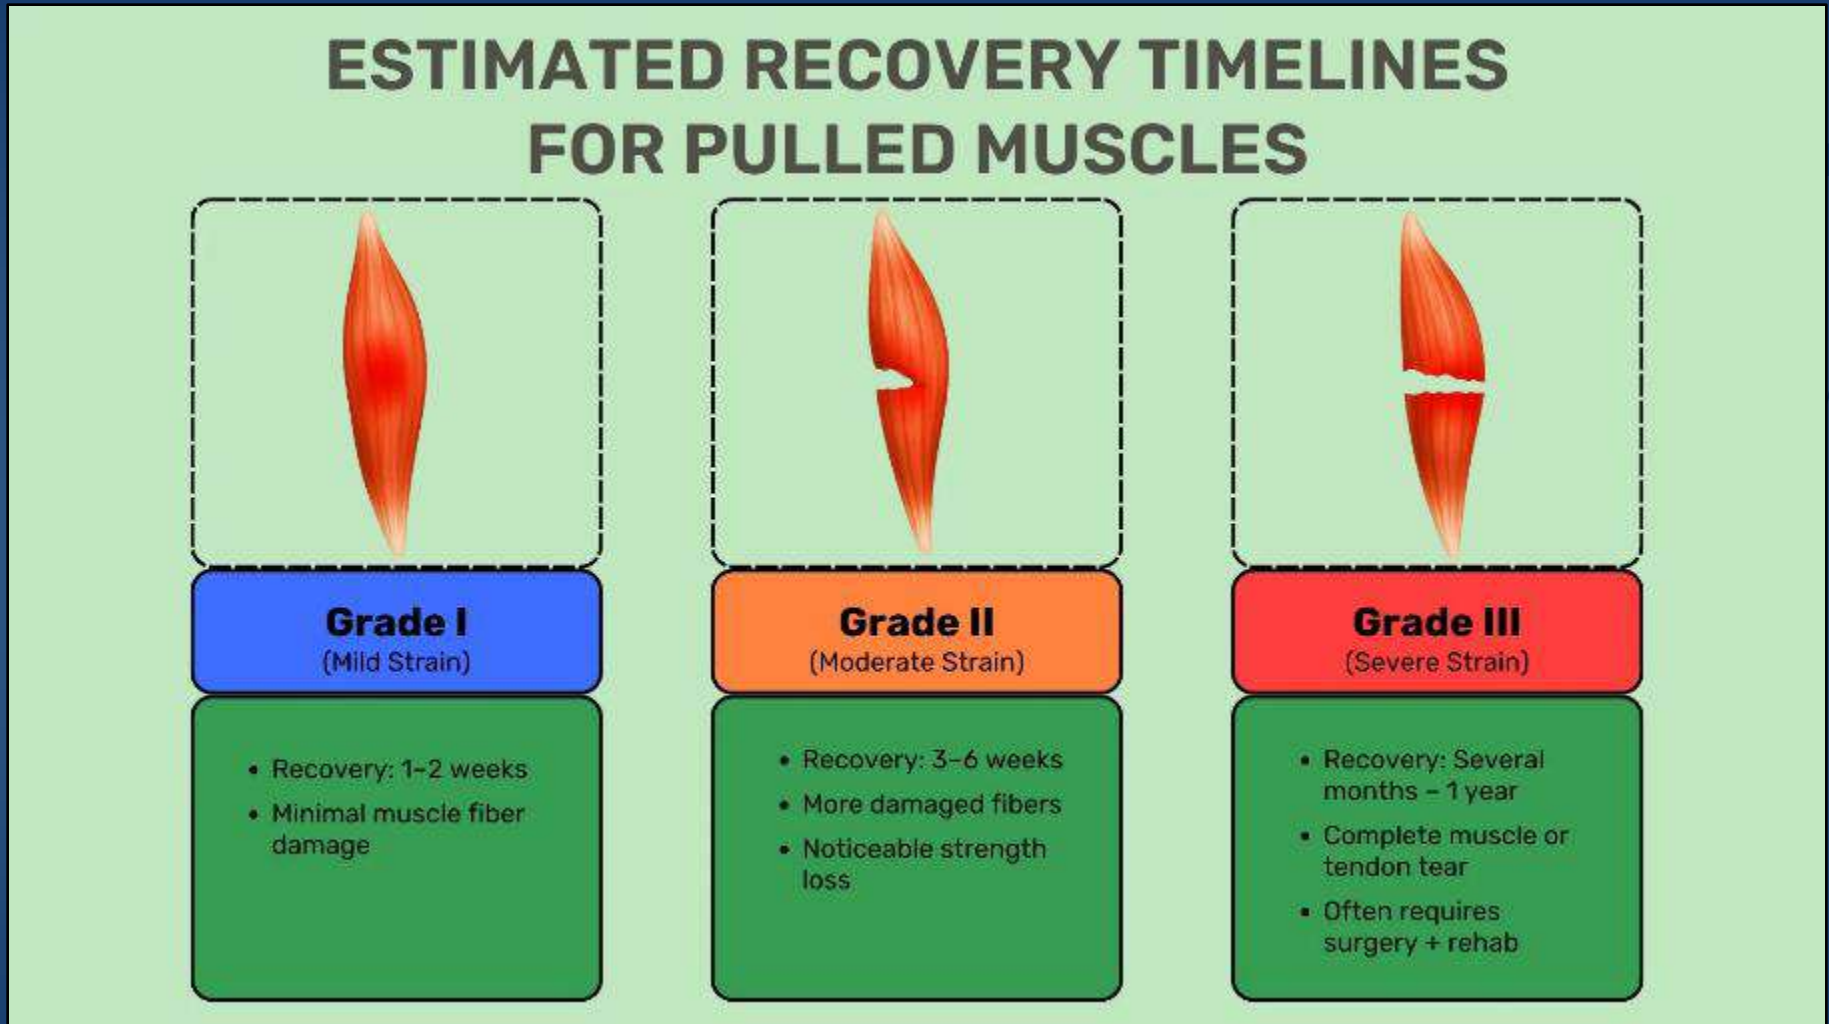 ESTIMATED RECOVERY TIMELINES
FOR PULLED MUSCLES
Grade I
(Mild Strain)
• Recovery: 1–2 weeks
• Minimal muscle fiber
damage
Grade II
(Moderate Strain)
• Recovery: 3–6 weeks
• More damaged fibers
• Noticeable strength
loss
Grade III
(Severe Strain)
• Recovery: Several
months – 1 year
• Complete muscle or
tendon tear
• Often requires
surgery + rehab